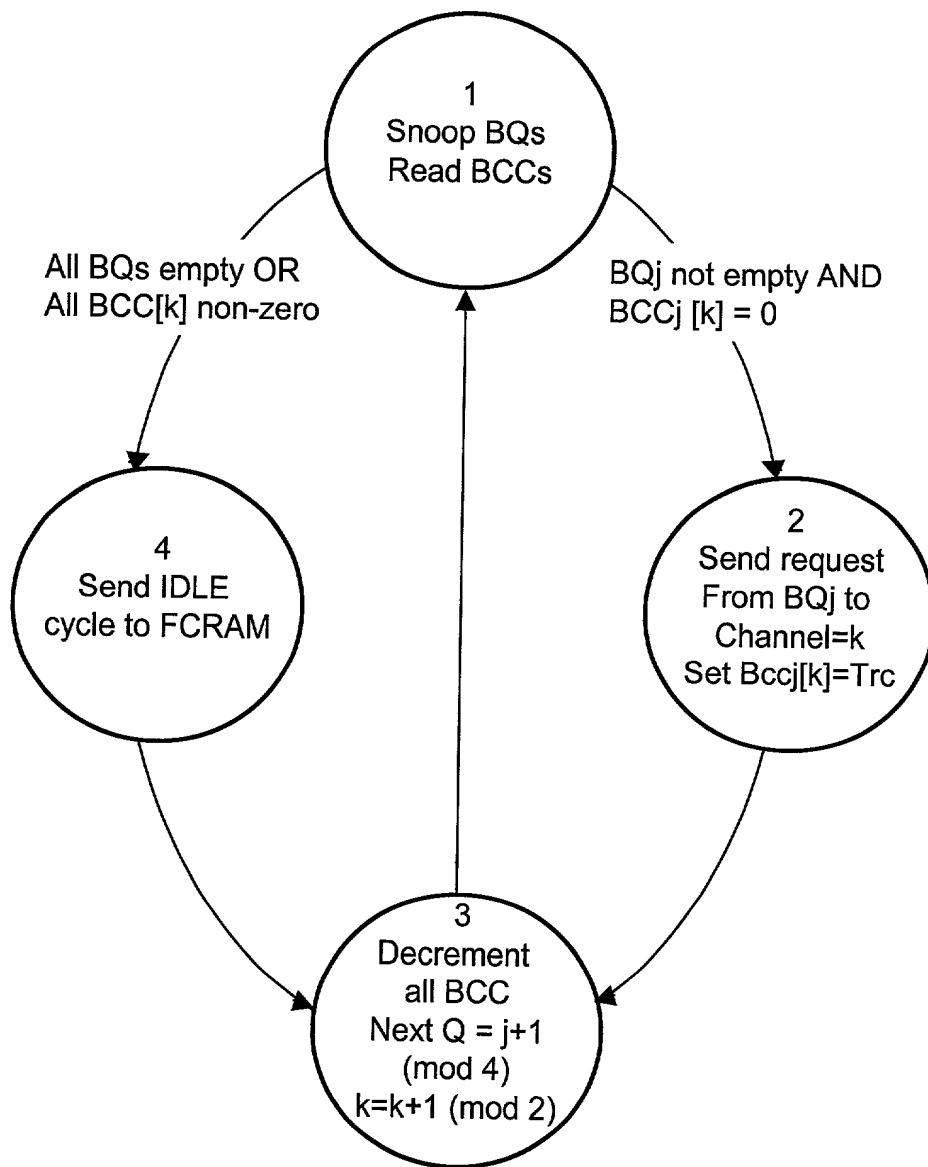 1
Snoop BQs
Read BCCs
All BQs empty OR
All BCC[k] non-zero
BQj not empty AND
BCCj [k] = 0
4
Send IDLE
cycle to FCRAM
2
Send request
From BQj to
Channel=k
Set Bccj[k]=Trc
3
Decrement
all BCC
Next Q = j+1
(mod 4)
k=k+1 (mod 2)